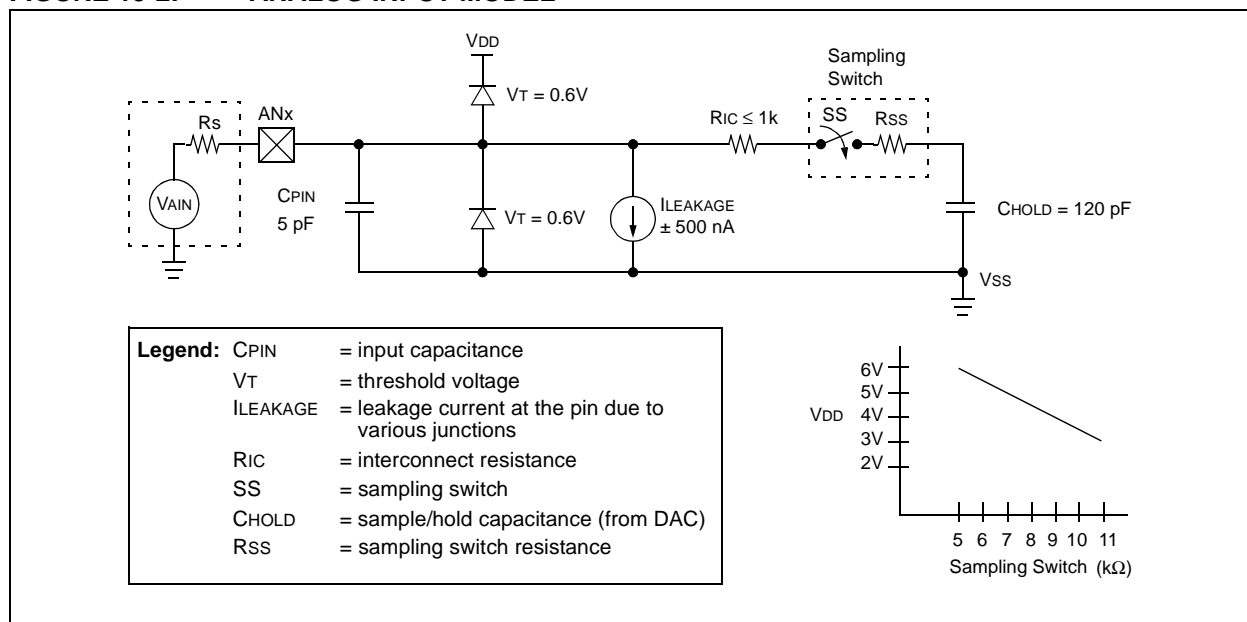 VDD
Sampling
Switch
VT = 0.6V
ANx
RIC ≤ 1k
SS
RSS
Rs
VAIN
CPIN
5 pF
VT = 0.6V
ILEAKAGE
± 500 nA
CHOLD = 120 pF
VSS
Legend: CPIN = input capacitance
VT = threshold voltage
ILEAKAGE = leakage current at the pin due to
various junctions
RIC = interconnect resistance
SS = sampling switch
CHOLD = sample/hold capacitance (from DAC)
RSS = sampling switch resistance
6V
5V
VDD 4V
3V
2V
5 6 7 8 9 10 11
Sampling Switch (kΩ)